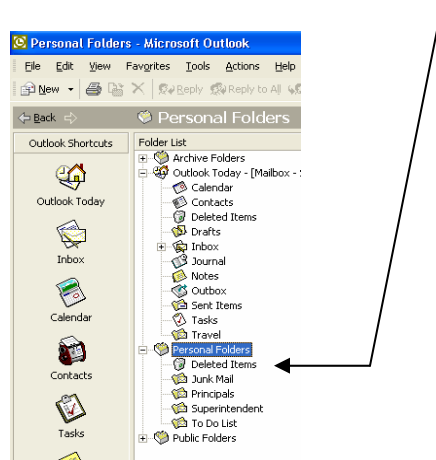 Personal Folders - Microsoft Outlook
File Edit View Favorites Tools Actions Help
New Reply Reply to All
Back Personal Folders
Outlook Shortcuts
Folder List
Archive Folders
Outlook Today - [Mailbox -
Calendar
Contacts
Deleted Items
Drafts
Inbox
Journal
Notes
Outbox
Sent Items
Tasks
Travel
Personal Folders
Deleted Items
Junk Mail
Principals
Superintendent
To Do List
Public Folders
Outlook Today
Inbox
Calendar
Contacts
Tasks